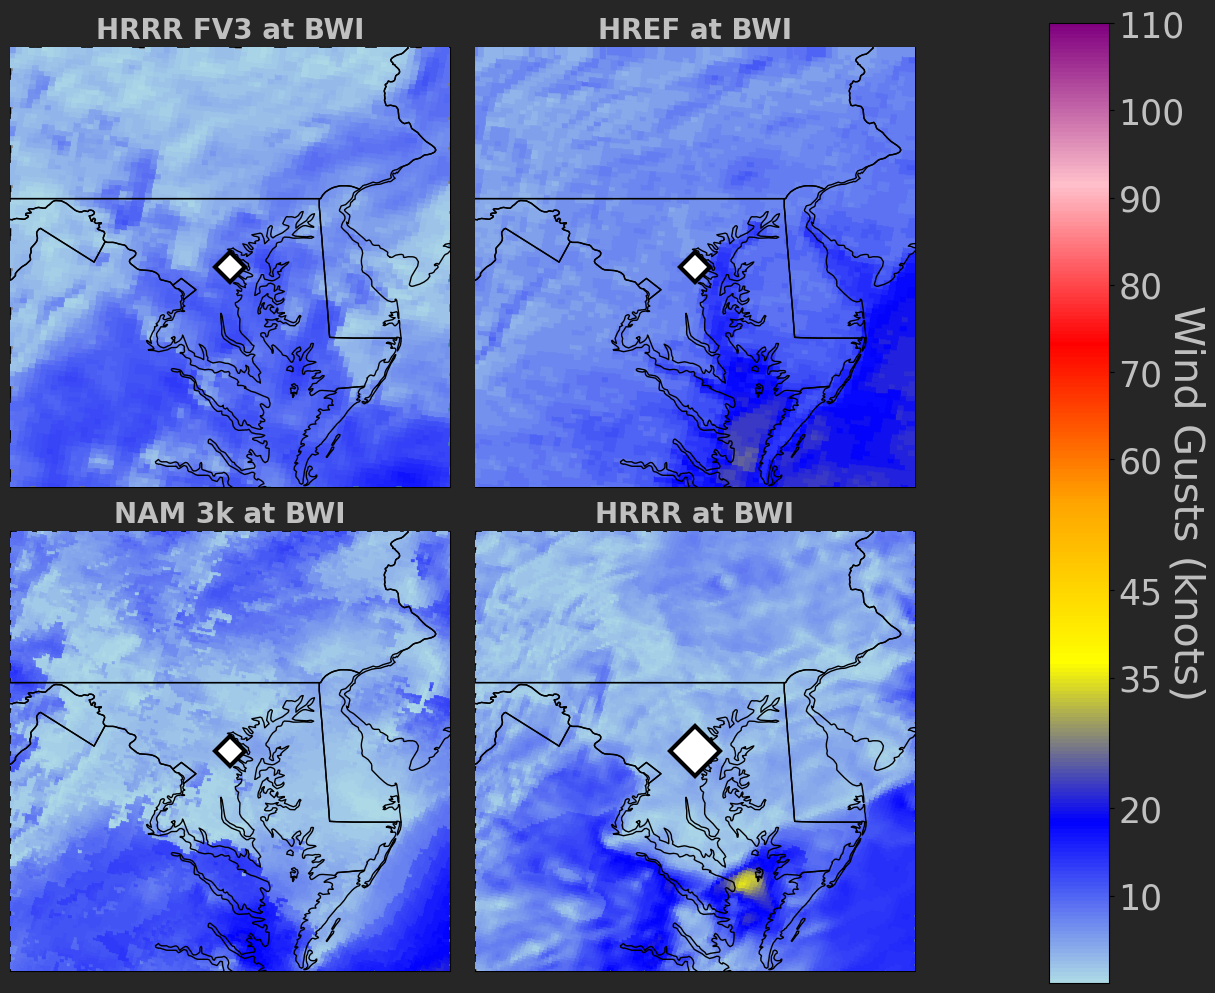 HRRR FV3 at BWI
HREF at BWI
NAM 3k at BWI
HRRR at BWI
110
100
90
80
70
60
45
35
20
10
Wind Gusts (knots)